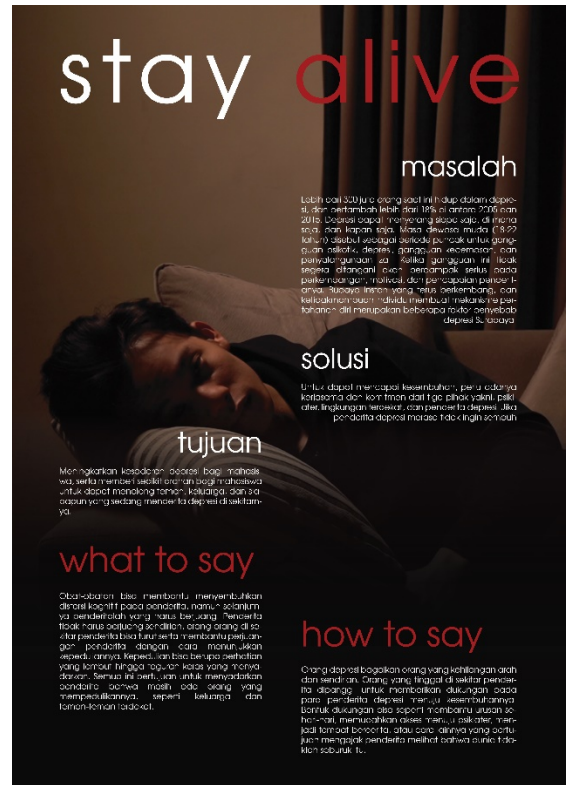 stay alive
masalah
Lebih dari 300 juta orang saat ini hidup dalam depre-
si, dan bertambah lebih dari 18% di antara 2005 dan
2015. Depresi dapat menyerang siapa saja, di mana
saja, dan kapan saja. Masa dewasa muda (18-22
tahun) disebut sebagai periode puncak untuk gang-
guan psikotik, depresi, gangguan kecemasan, dan
penyalahgunaan za Ketika gangguan ini tidak
segera ditangani akan berdampak serius pada
perkembangan, motivasi, dan pencapaian
Budaya instan yang terus berkembang, dan
ketidakmampuan individu membuat mekanisme per-
tahanan diri merupakan beberapa faktor penyebab
depresi Surabaya
solusi
Untuk dapat mencapai kesembuhan, perlu adanya
kerjasama dan komitmen dari tiga pihak yakni, psiki-
ater, lingkungan terdekat, dan penderita depresi. Jika
penderita depresi merasa tidak ingin sembuh
tujuan
Meningkatkan kesadaran depresi bagi mahasis-
wa, serta memberi sedikit arahan bagi mahasiswa
untuk dapat menolong teman, keluarga, dan sia-
papun yang sedang menderita depresi di sekitarn-
ya.
what to say
Obat-obatan bisa membantu menyembuhkan
distorsi kognitif pada penderita, namun selanjutn-
ya penderitalah yang harus berjuang. Penderita
tidak harus berjuang sendirian, orang orang di se-
kitar penderita bisa turut serta membantu perjuan-
gan penderita dengan cara menunjukkan
kepeduliannya. Kepedulian bisa berupa perhatian
yang lembut hingga teguran keras yang menya-
darkan. Semua ini bertujuan untuk menyadarkan
penderita bahwa masih ada orang yang
mempedulikannya, seperti keluarga dan
teman-teman terdekat.
how to say
Orang depresi bagaikan orang yang kehilangan arah
dan sendirian. Orang yang tinggal di sekitar pender-
ita dipanggil untuk memberikan dukungan pada
para penderita depresi menuju kesembuhannya.
Bentuk dukungan bisa seperti membantu urusan se-
hari-hari, memudahkan akses menuju psikiater, men-
jadi tempat bercerita, atau cara lainnya yang bertu-
juan mengajak penderita melihat bahwa dunia tida-
klah seburuk itu.